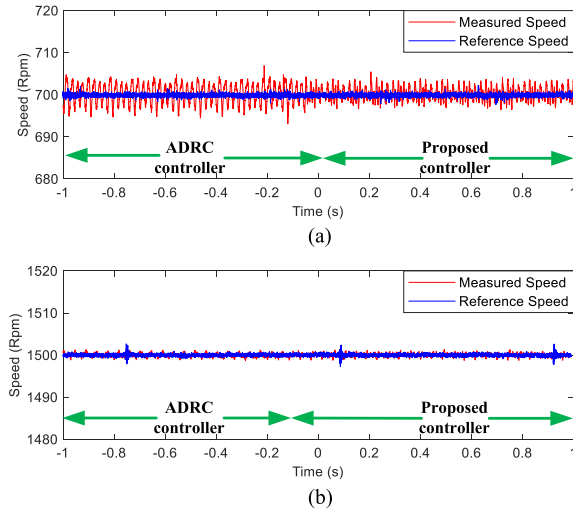 720
710
700
690
680
Speed (Rpm)
Measured Speed
Reference Speed
ADRC
controller
Proposed
controller
-1 -0.8 -0.6 -0.4 -0.2 0 0.2 0.4 0.6 0.8 1
Time (s)
(a)
1520
1510
1500
1490
1480
Speed (Rpm)
Measured Speed
Reference Speed
ADRC
controller
Proposed
controller
-1 -0.8 -0.6 -0.4 -0.2 0 0.2 0.4 0.6 0.8 1
Time (s)
(b)